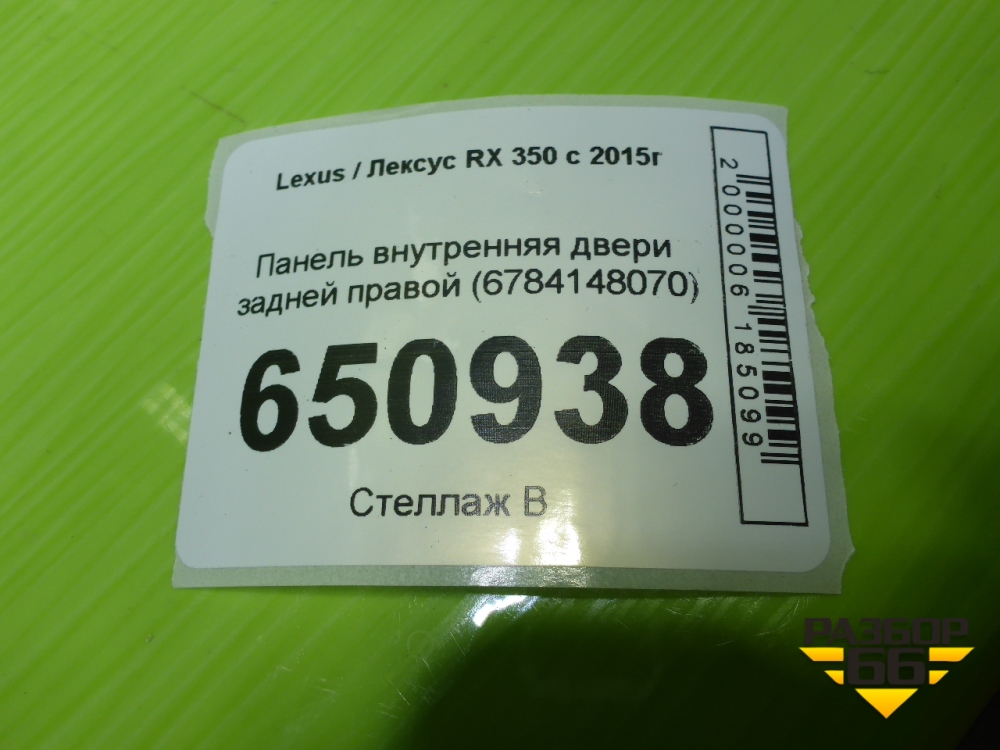 Lexus / Лексус RX 350 с 2015г
Панель внутренняя двери
задней правой (6784148070)
650938
Стеллаж В
2000006185099
РАЗБОР
66